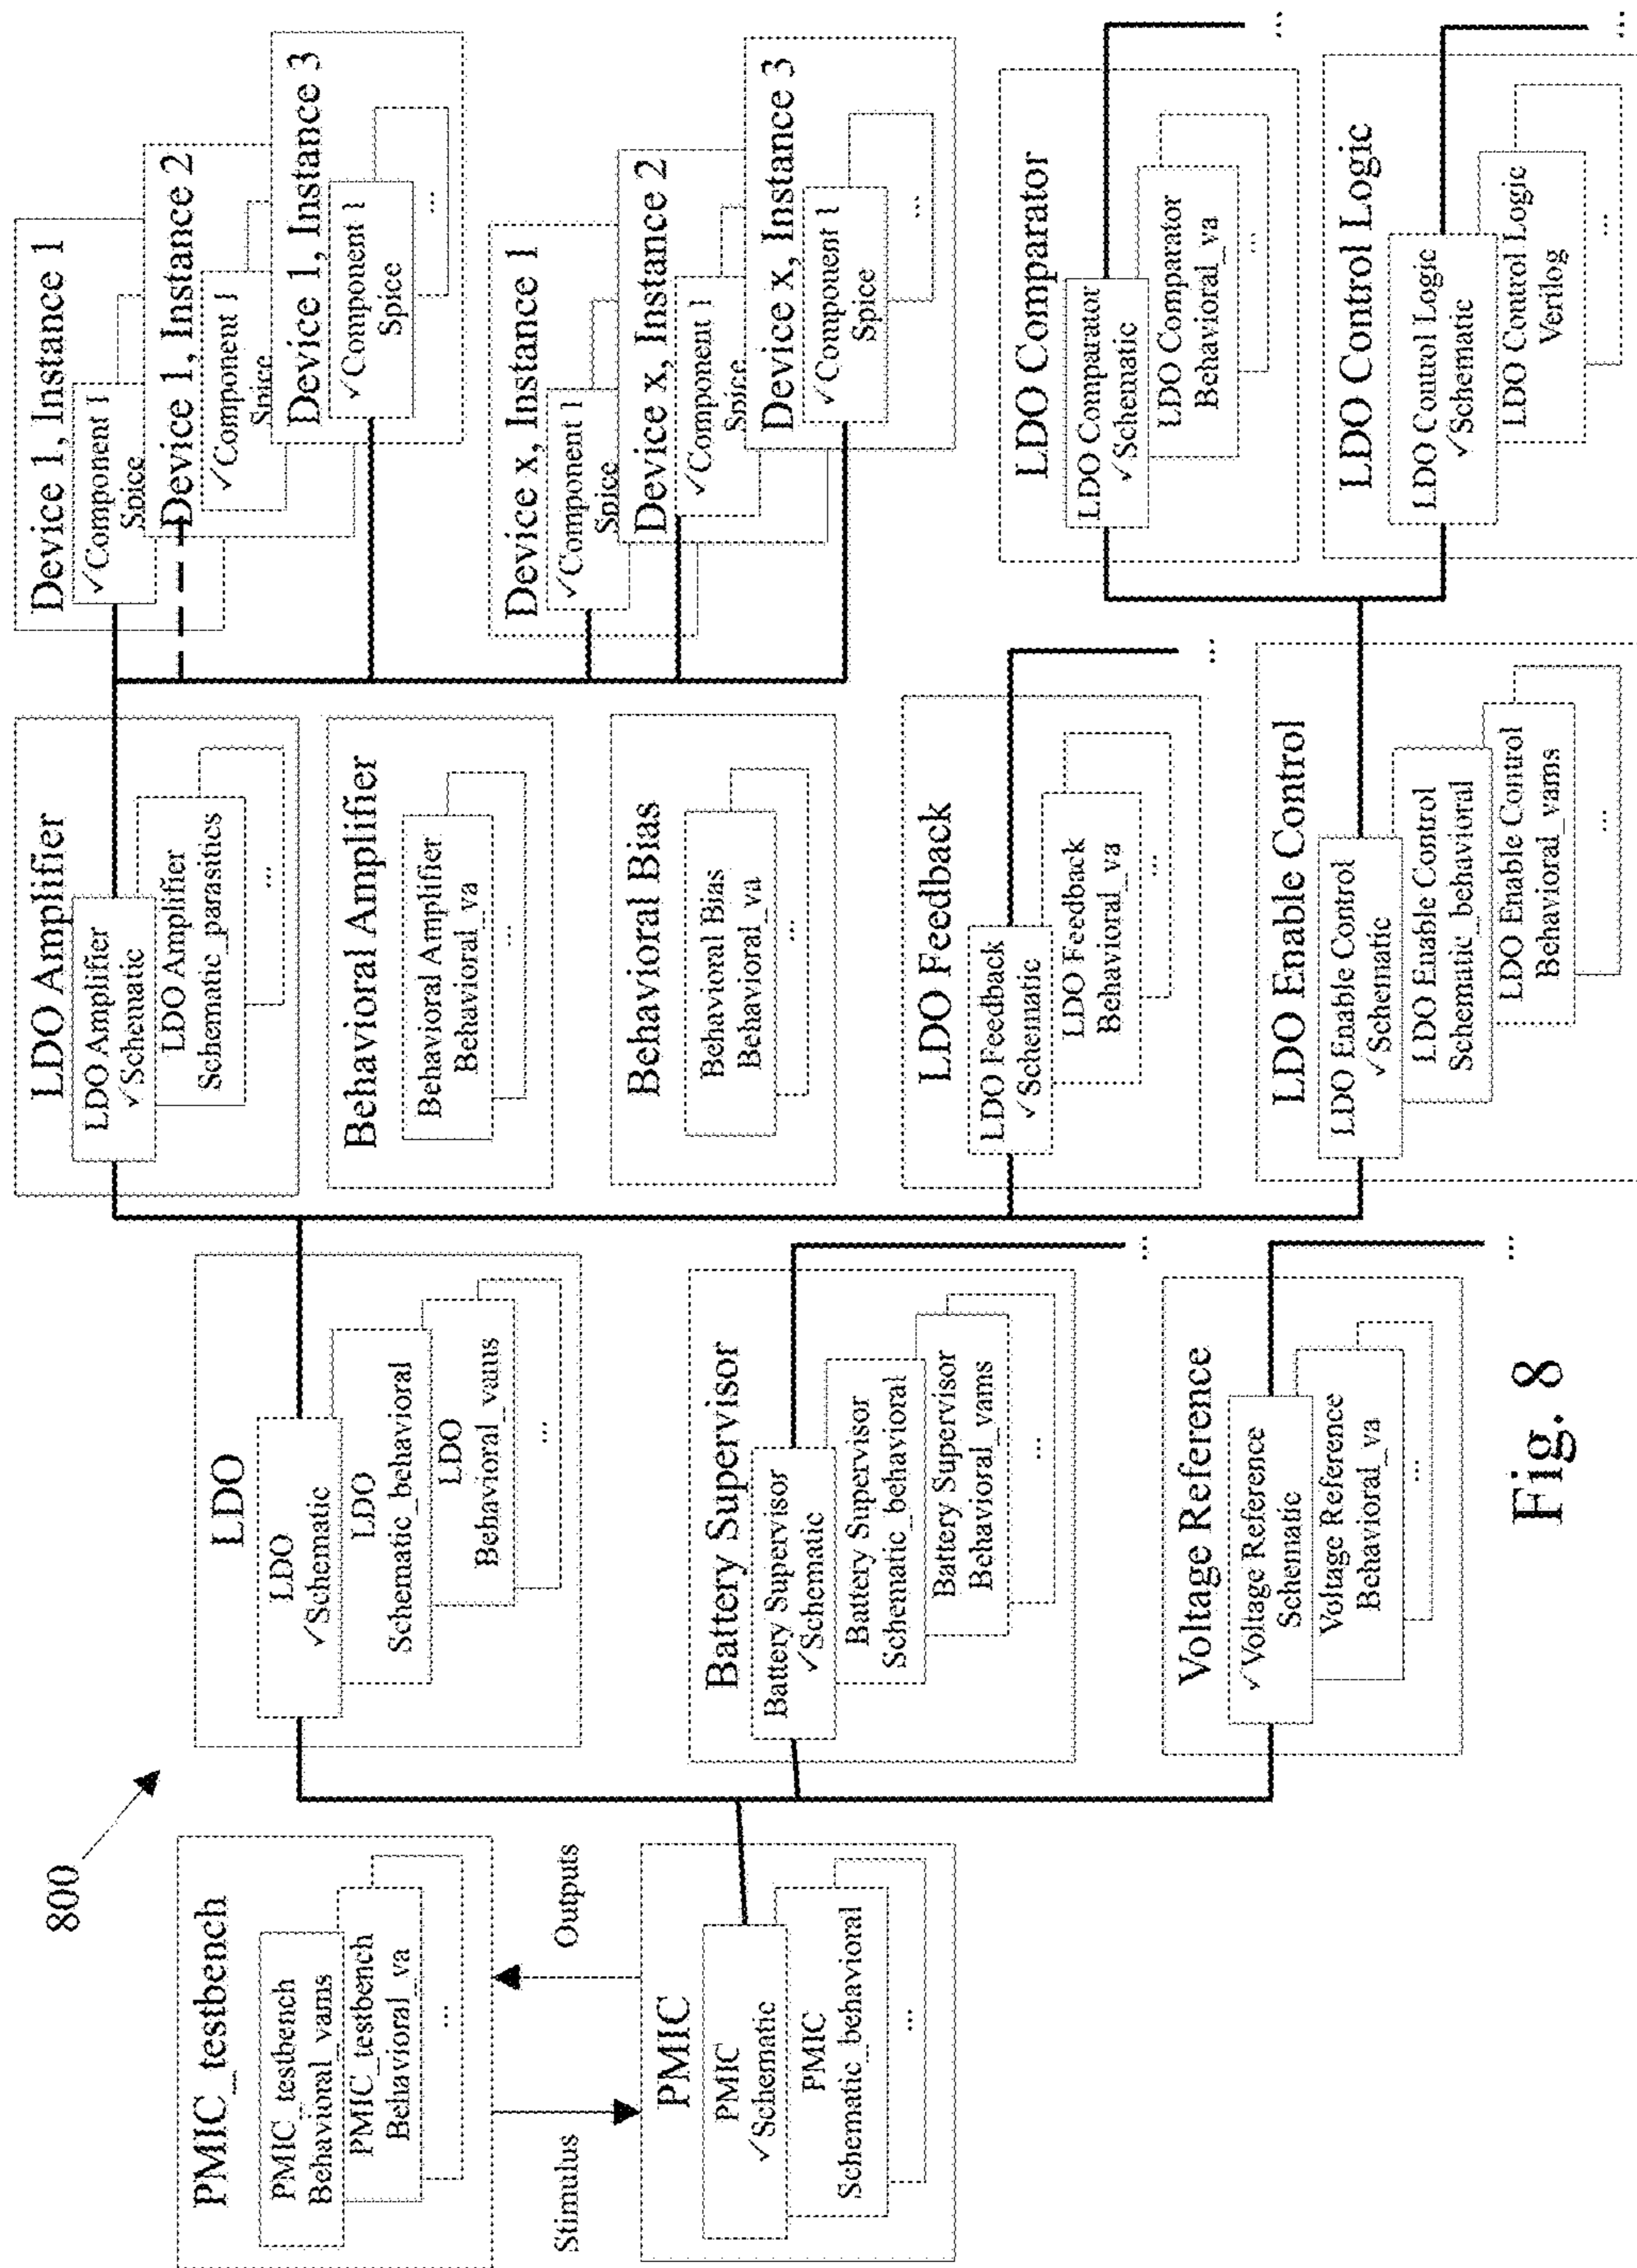 800
PMIC_testbench
PMIC_testbench
Behavioral_vams
PMIC_testbench
Behavioral_va
...
Stimulus
Outputs
PMIC
PMIC
✓Schematic
PMIC
Schematic_behavioral
...
LDO
LDO
✓Schematic
LDO
Schematic_behavioral
LDO
Behavioral_vams
...
Battery Supervisor
Battery Supervisor
✓Schematic
Battery Supervisor
Schematic_behavioral
Battery Supervisor
Behavioral_vams
...
...
Voltage Reference
✓Voltage Reference
Schematic
Voltage Reference
Behavioral_va
...
...
LDO Amplifier
LDO Amplifier
✓Schematic
LDO Amplifier
Schematic_parasitics
...
Behavioral Amplifier
Behavioral Amplifier
Behavioral_va
...
Behavioral Bias
Behavioral Bias
Behavioral_va
...
LDO Feedback
LDO Feedback
✓Schematic
LDO Feedback
Behavioral_va
...
...
LDO Enable Control
LDO Enable Control
✓Schematic
LDO Enable Control
Schematic_behavioral
LDO Enable Control
Behavioral_vams
...
Device 1, Instance 1
✓Component 1
Spice
Device 1, Instance 2
✓Component 1
Spice
Device 1, Instance 3
✓Component 1
Spice
...
Device x, Instance 1
✓Component 1
Spice
Device x, Instance 2
✓Component 1
Spice
Device x, Instance 3
✓Component 1
Spice
...
LDO Comparator
LDO Comparator
✓Schematic
LDO Comparator
Behavioral_va
...
...
LDO Control Logic
LDO Control Logic
✓Schematic
LDO Control Logic
Verilog
...
...
Fig. 8